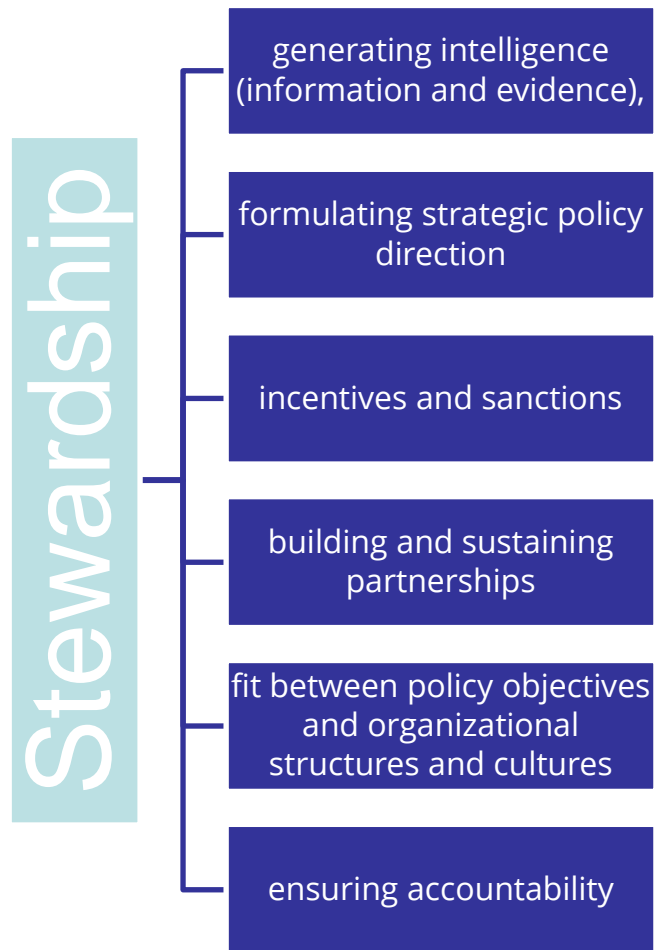 Stewardship
generating intelligence
(information and evidence),
formulating strategic policy
direction
incentives and sanctions
building and sustaining
partnerships
fit between policy objectives
and organizational
structures and cultures
ensuring accountability